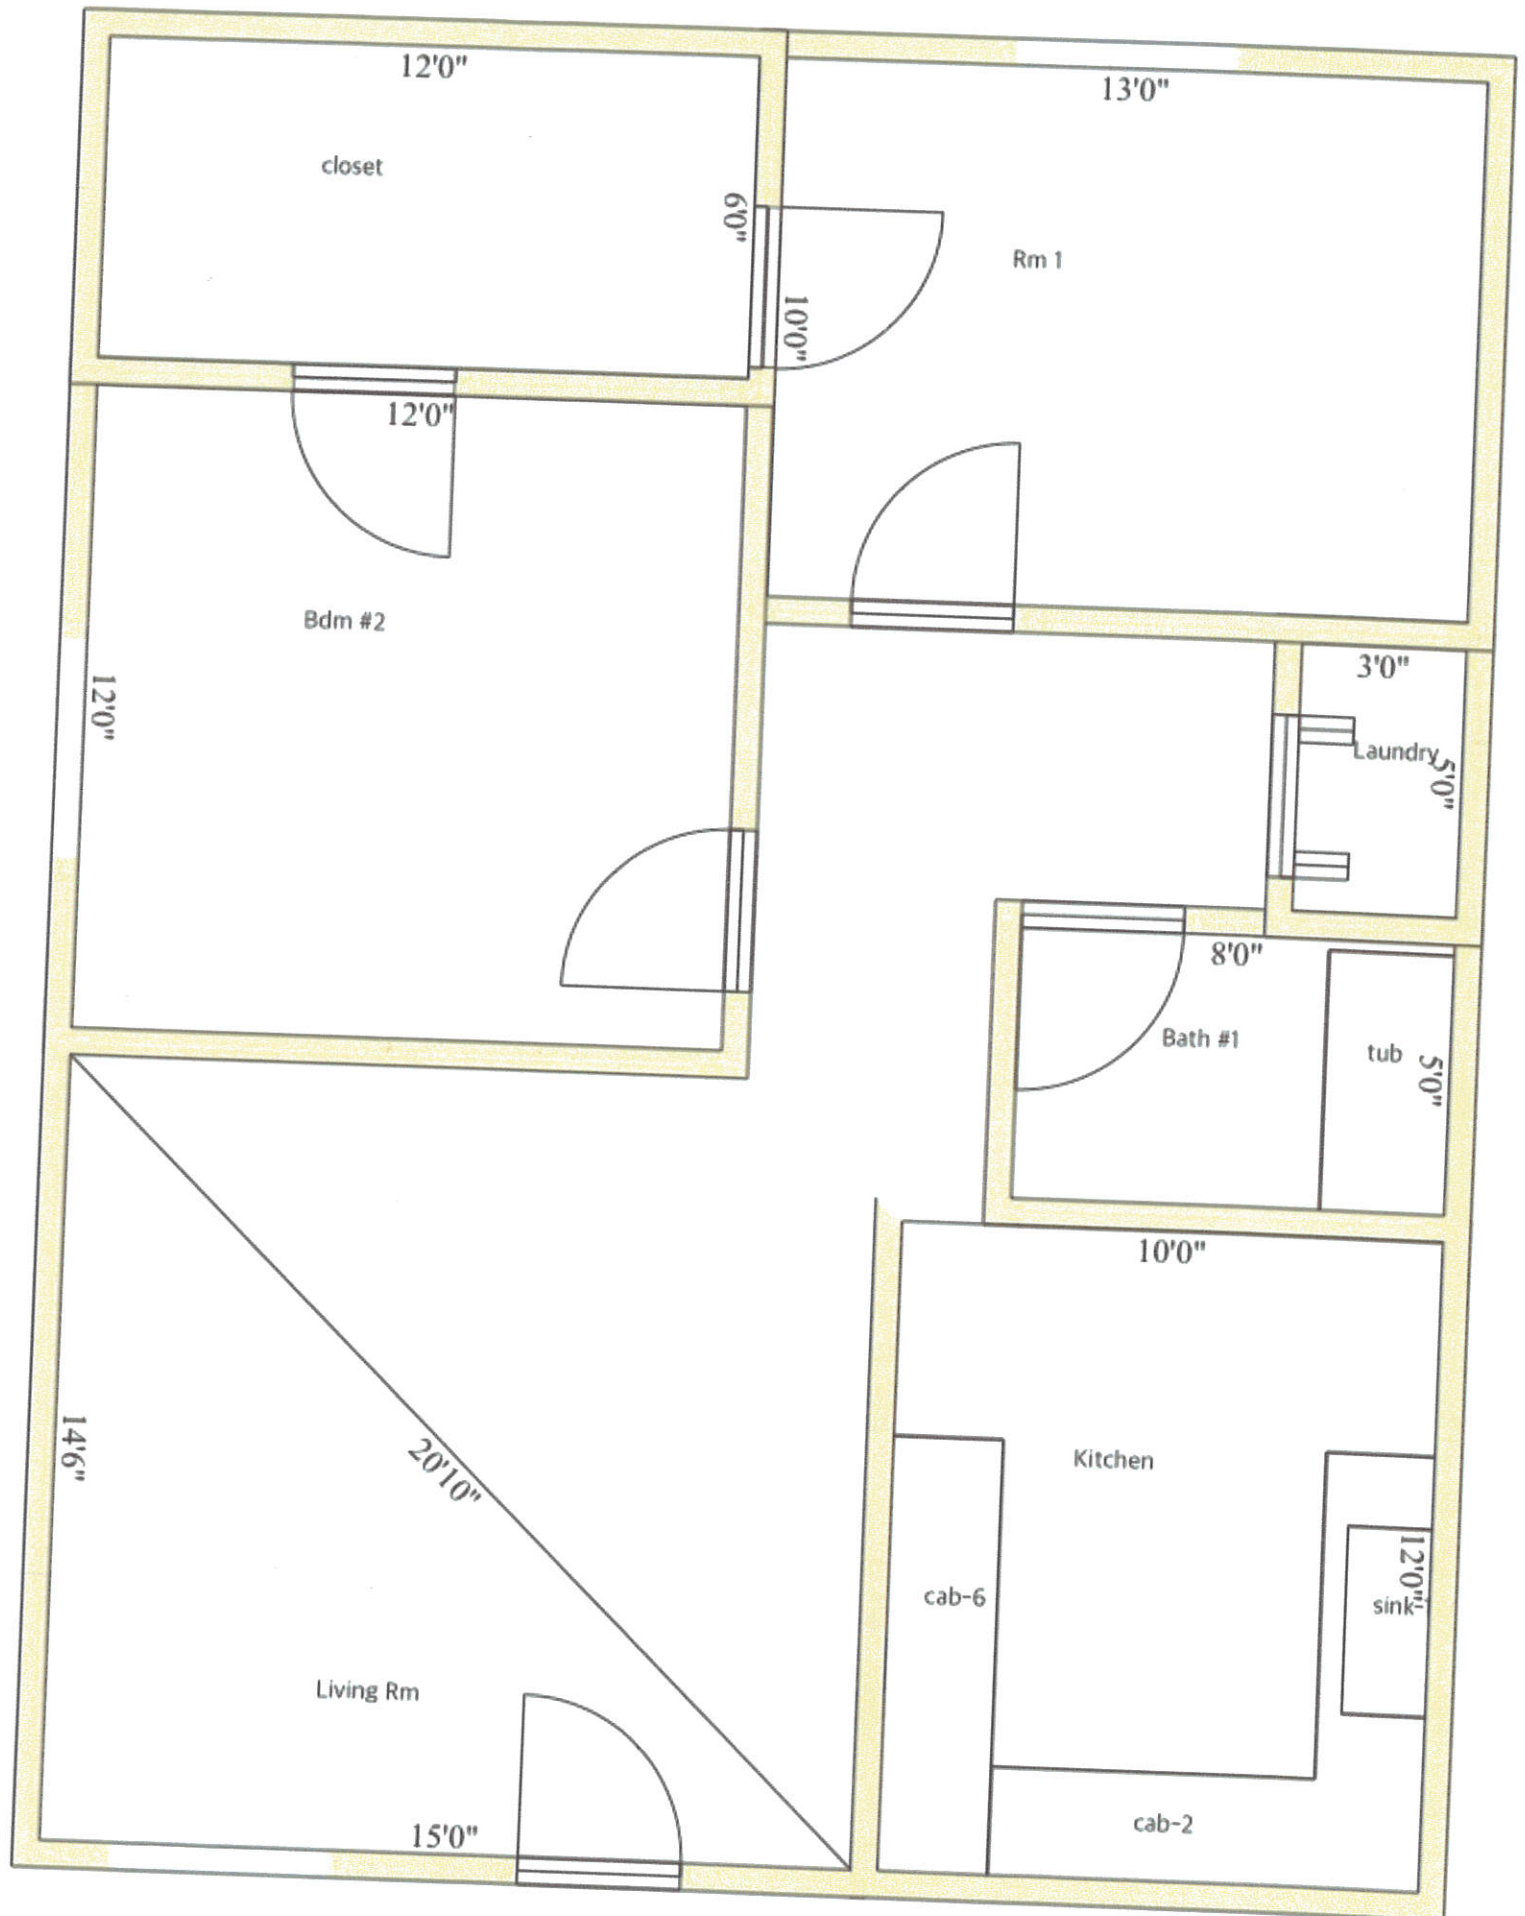 12'0"
13'0"
closet
6'0"
Rm 1
10'0"
12'0"
Bdm #2
3'0"
12'0"
Laundry
5'0"
8'0"
Bath #1
tub
5'0"
10'0"
14'6"
20'10"
Kitchen
12'0"
cab-6
sink-
Living Rm
15'0"
cab-2